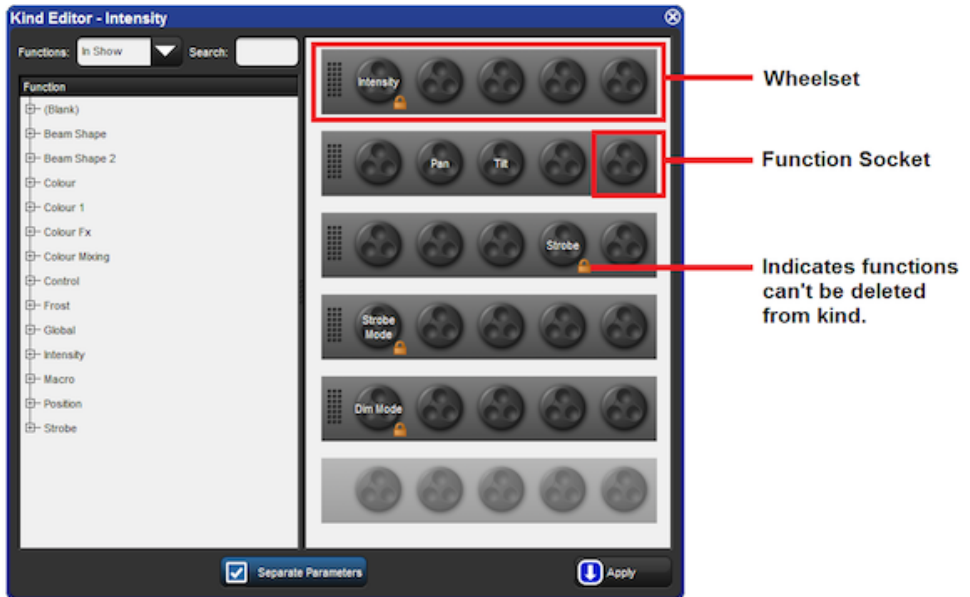 Kind Editor - Intensity
Functions: In Show Search:
Function
(Blank)
Beam Shape
Beam Shape 2
Colour
Colour 1
Colour Fx
Colour Mixing
Control
Frost
Global
Intensity
Macro
Position
Strobe
Intensity
Pan Tilt
Strobe
Strobe
Mode
Dim Mode
Separate Parameters
Apply
Wheelset
Function Socket
Indicates functions
can't be deleted
from kind.